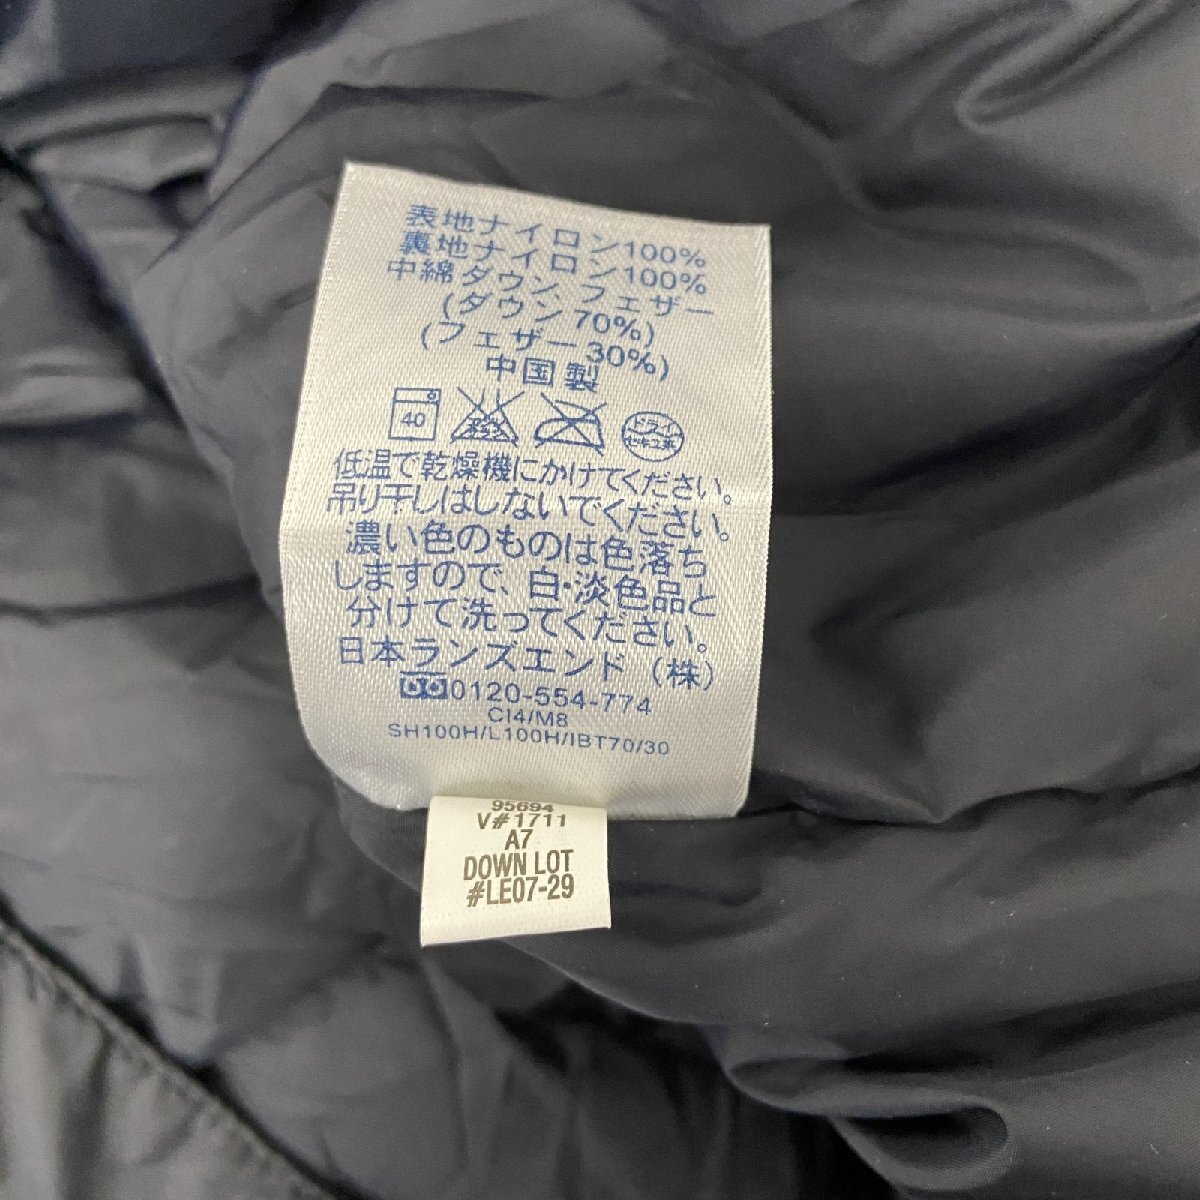 表地ナイロン100%
裏地ナイロン100%
中綿ダウン、フェザー
(ダウン70%)
(フェザー30%)
中国製
40
エンソサラシ
ドライ
セキユ系
低温で乾燥機にかけてください。
吊り干しはしないでください。
濃い色のものは色落ち
しますので、白・淡色品と
分けて洗ってください。
日本ランズエンド(株)
0120-554-774
CI4/M8
SH100H/L100H/IBT70/30
95694
V#1711
A7
DOWN LOT
#LE07-29